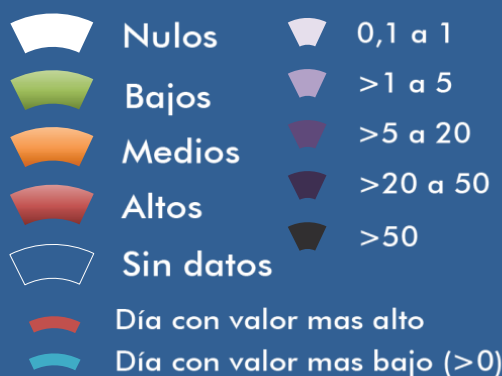 Nulos
Bajos
Medios
Altos
Sin datos
0,1 a 1
>1 a 5
>5 a 20
>20 a 50
>50
Día con valor mas alto
Día con valor mas bajo (>0)